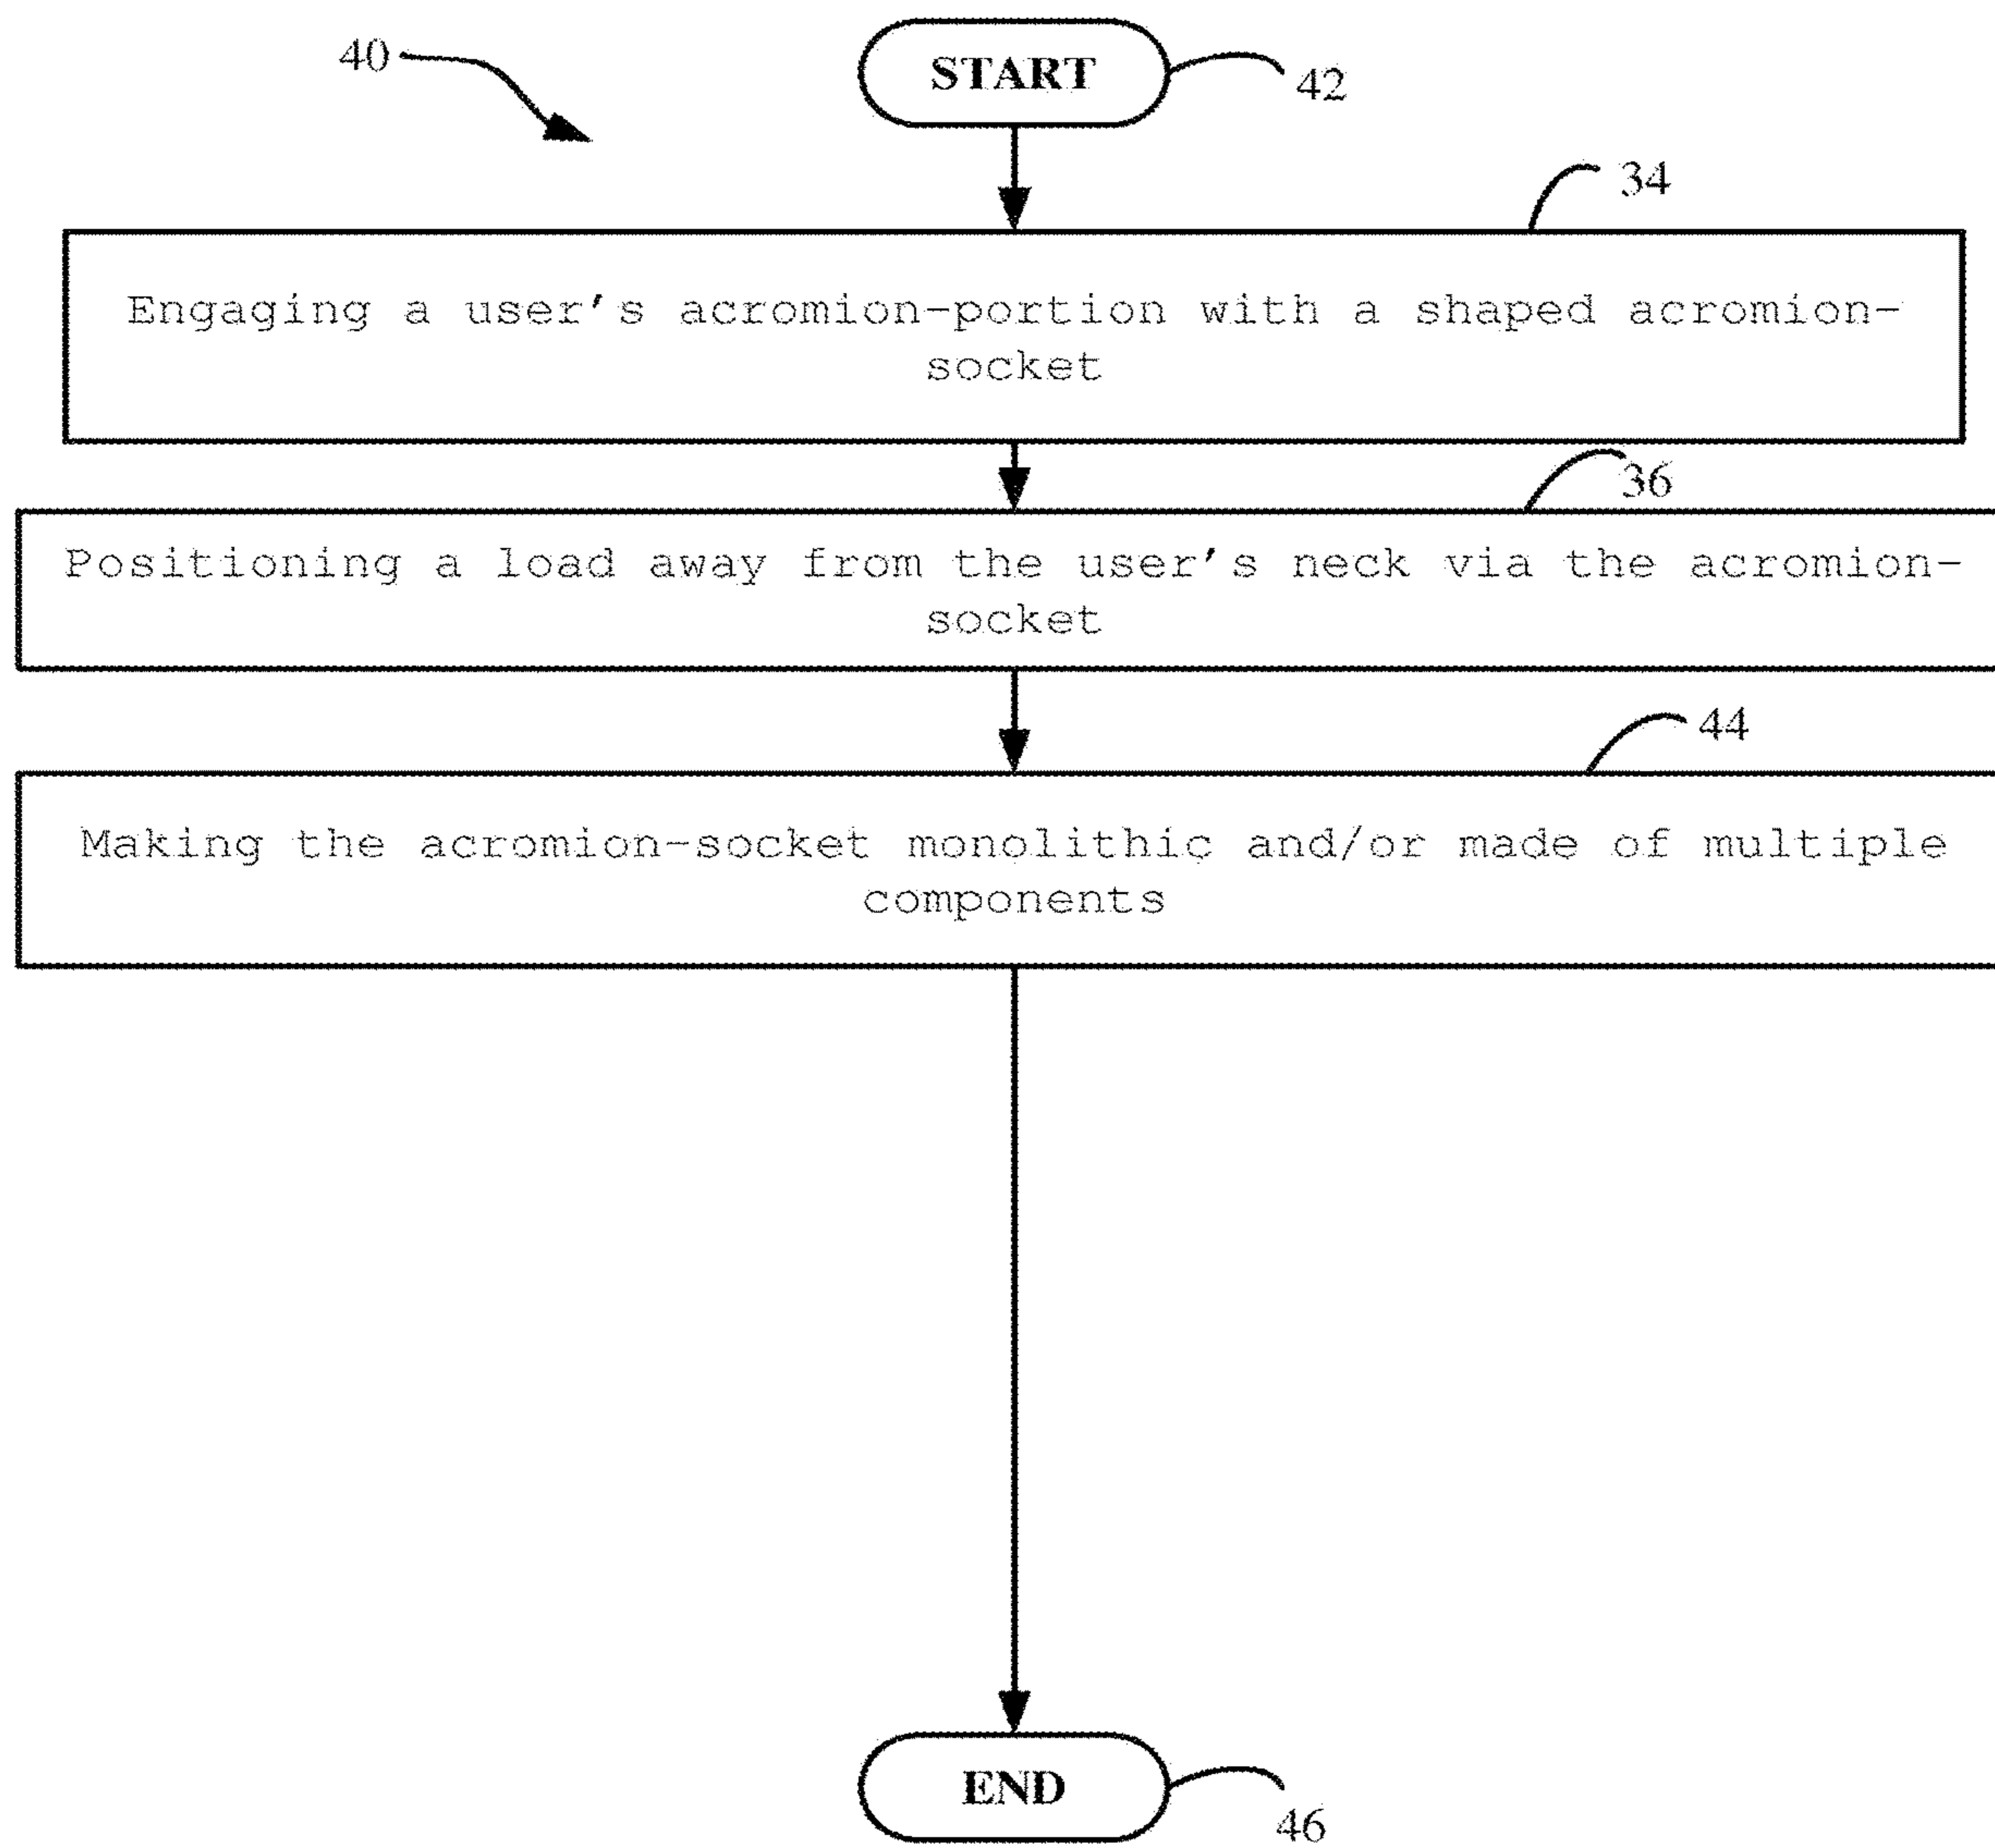 40
START
42
34
Engaging a user's acromion-portion with a shaped acromion-
socket
36
Positioning a load away from the user's neck via the acromion-
socket
44
Making the acromion-socket monolithic and/or made of multiple
components
END
46